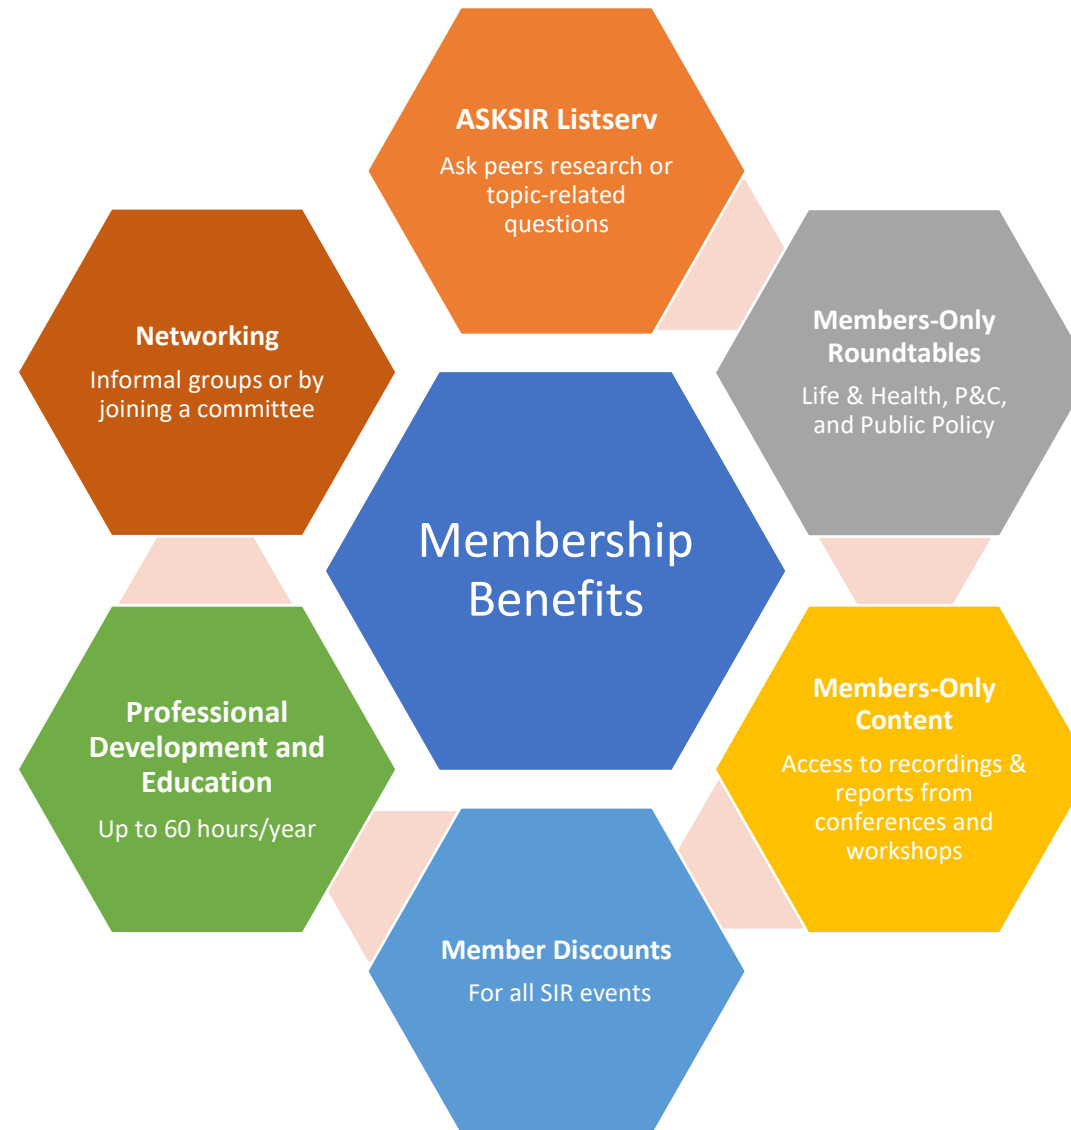 ASKSIR Listserv
Ask peers research or
topic-related
questions
Members-Only
Roundtables
Life & Health, P&C,
and Public Policy
Members-Only
Content
Access to recordings &
reports from
conferences and
workshops
Member Discounts
For all SIR events
Professional
Development and
Education
Up to 60 hours/year
Networking
Informal groups or by
joining a committee
Membership
Benefits